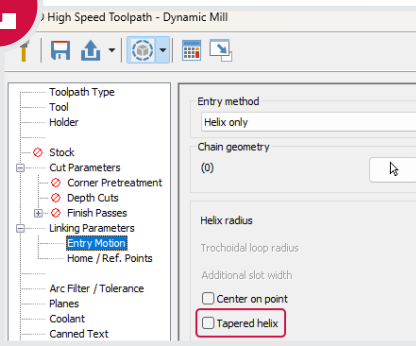 High Speed Toolpath - Dynamic Mill
Toolpath Type
Tool
Holder
Stock
Cut Parameters
Corner Pretreatment
Depth Cuts
Finish Passes
Linking Parameters
Entry Motion
Home / Ref. Points
Arc Filter / Tolerance
Planes
Coolant
Canned Text
Entry method
Helix only
Chain geometry
(0)
Helix radius
Trochoidal loop radius
Additional slot width
Center on point
Tapered helix